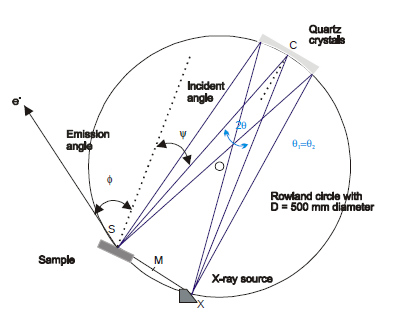 Quartz
crystals
C
Incident
angle
e-
2θ
Ψ
Emission
angle
θ₁=θ₂
O
ϕ
Rowland circle with
D = 500 mm diameter
S
Sample
M
X-ray source
X